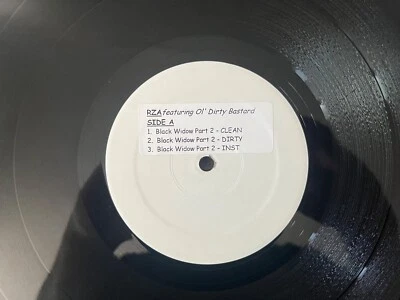 RZA featuring Ol' Dirty Bastard
SIDE A
1. Black Widow Part 2 – CLEAN
2. Black Widow Part 2 – DIRTY
3. Black Widow Part 2 – INST